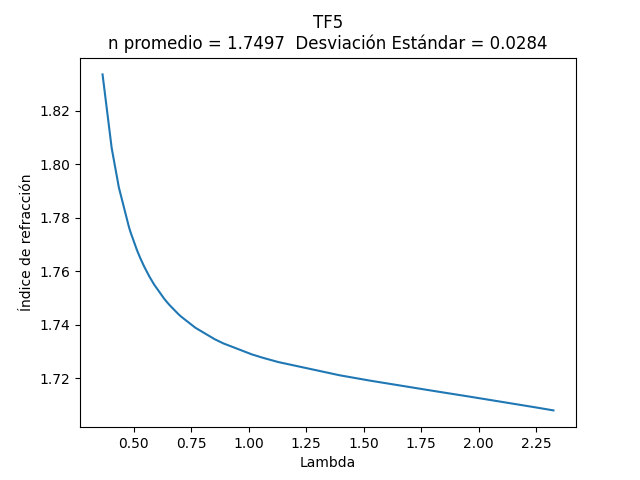 TF5
n promedio = 1.7497  Desviación Estándar = 0.0284
1.82
1.80
1.78
1.76
1.74
1.72
Índice de refracción
0.50 0.75 1.00 1.25 1.50 1.75 2.00 2.25
Lambda